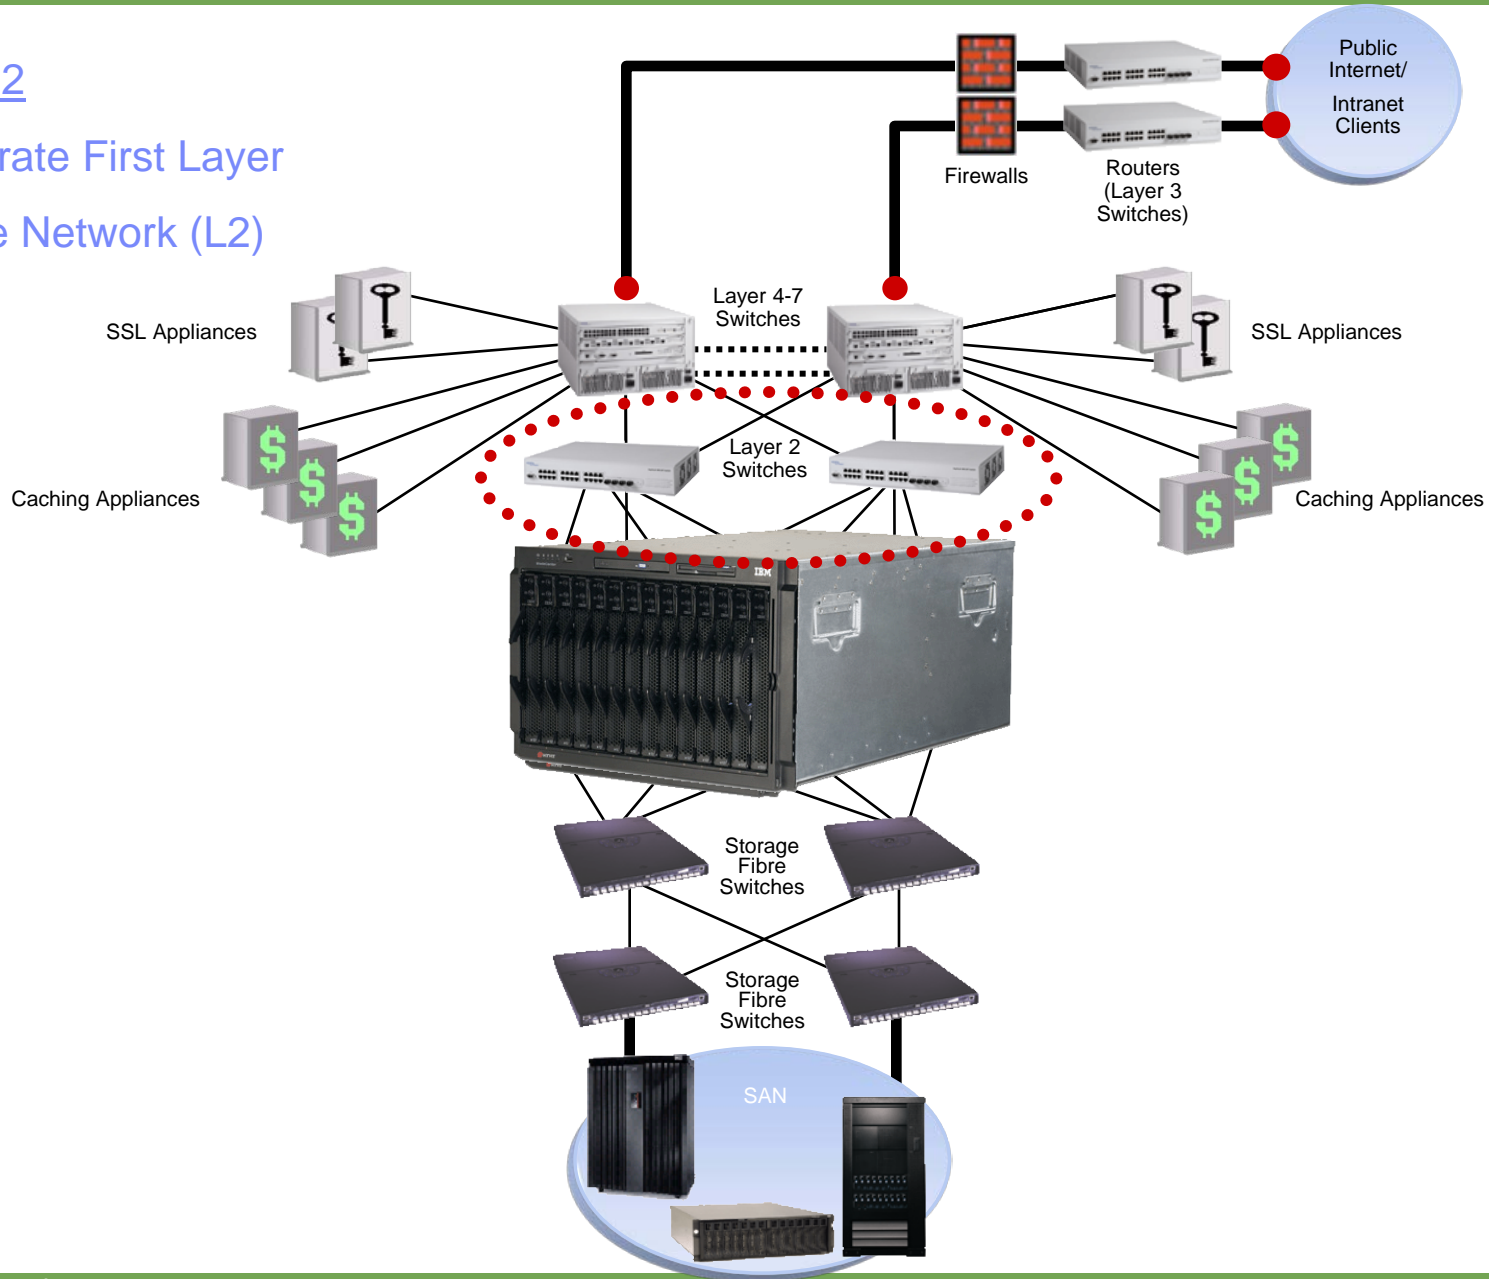 2
rate First Layer
e Network (L2)
Public
Internet/
Intranet
Clients
Firewalls
Routers
(Layer 3
Switches)
Layer 4-7
Switches
SSL Appliances
SSL Appliances
Layer 2
Switches
Caching Appliances
Caching Appliances
IBM
Storage
Fibre
Switches
Storage
Fibre
Switches
SAN